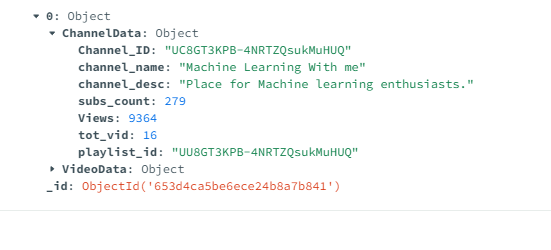 0: Object
ChannelData: Object
Channel_ID: "UC8GT3KPB-4NRTZQsukMuHUQ"
channel_name: "Machine Learning With me"
channel_desc: "Place for Machine learning enthusiasts."
subs_count: 279
Views: 9364
tot_vid: 16
playlist_id: "UU8GT3KPB-4NRTZQsukMuHUQ"
VideoData: Object
_id: ObjectId('653d4ca5be6ece24b8a7b841')